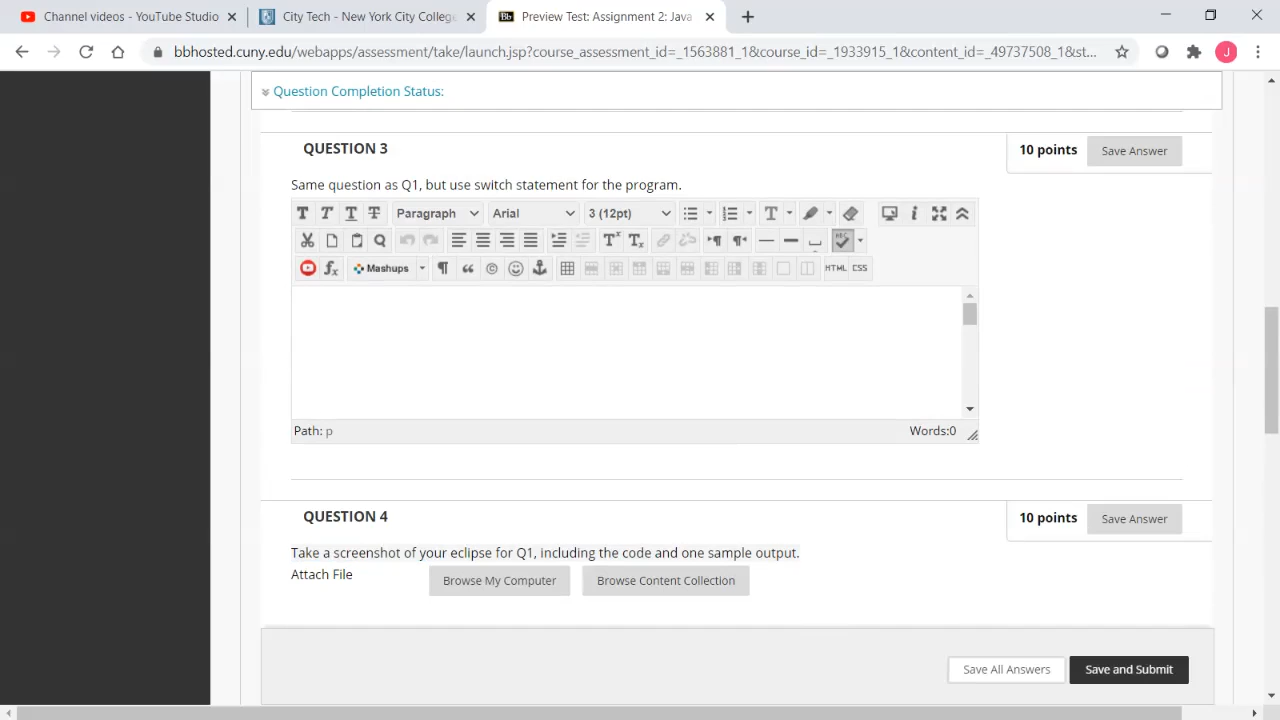 Channel videos - YouTube Studio
City Tech - New York City Colleg
Bb
Preview Test: Assignment 2: Java
bbhosted.cuny.edu/webapps/assessment/take/launch.jsp?course_assessment_id=_1563881_1&course_id=_1933915_1&content_id=_49737508_1&st...
J
Question Completion Status:
QUESTION 3
10 points
Save Answer
Same question as Q1, but use switch statement for the program.
T T T T Paragraph Arial 3 (12pt) T
Mashups HTML CSS
Path: p
Words:0
QUESTION 4
10 points
Save Answer
Take a screenshot of your eclipse for Q1, including the code and one sample output.
Attach File
Browse My Computer
Browse Content Collection
Save All Answers
Save and Submit